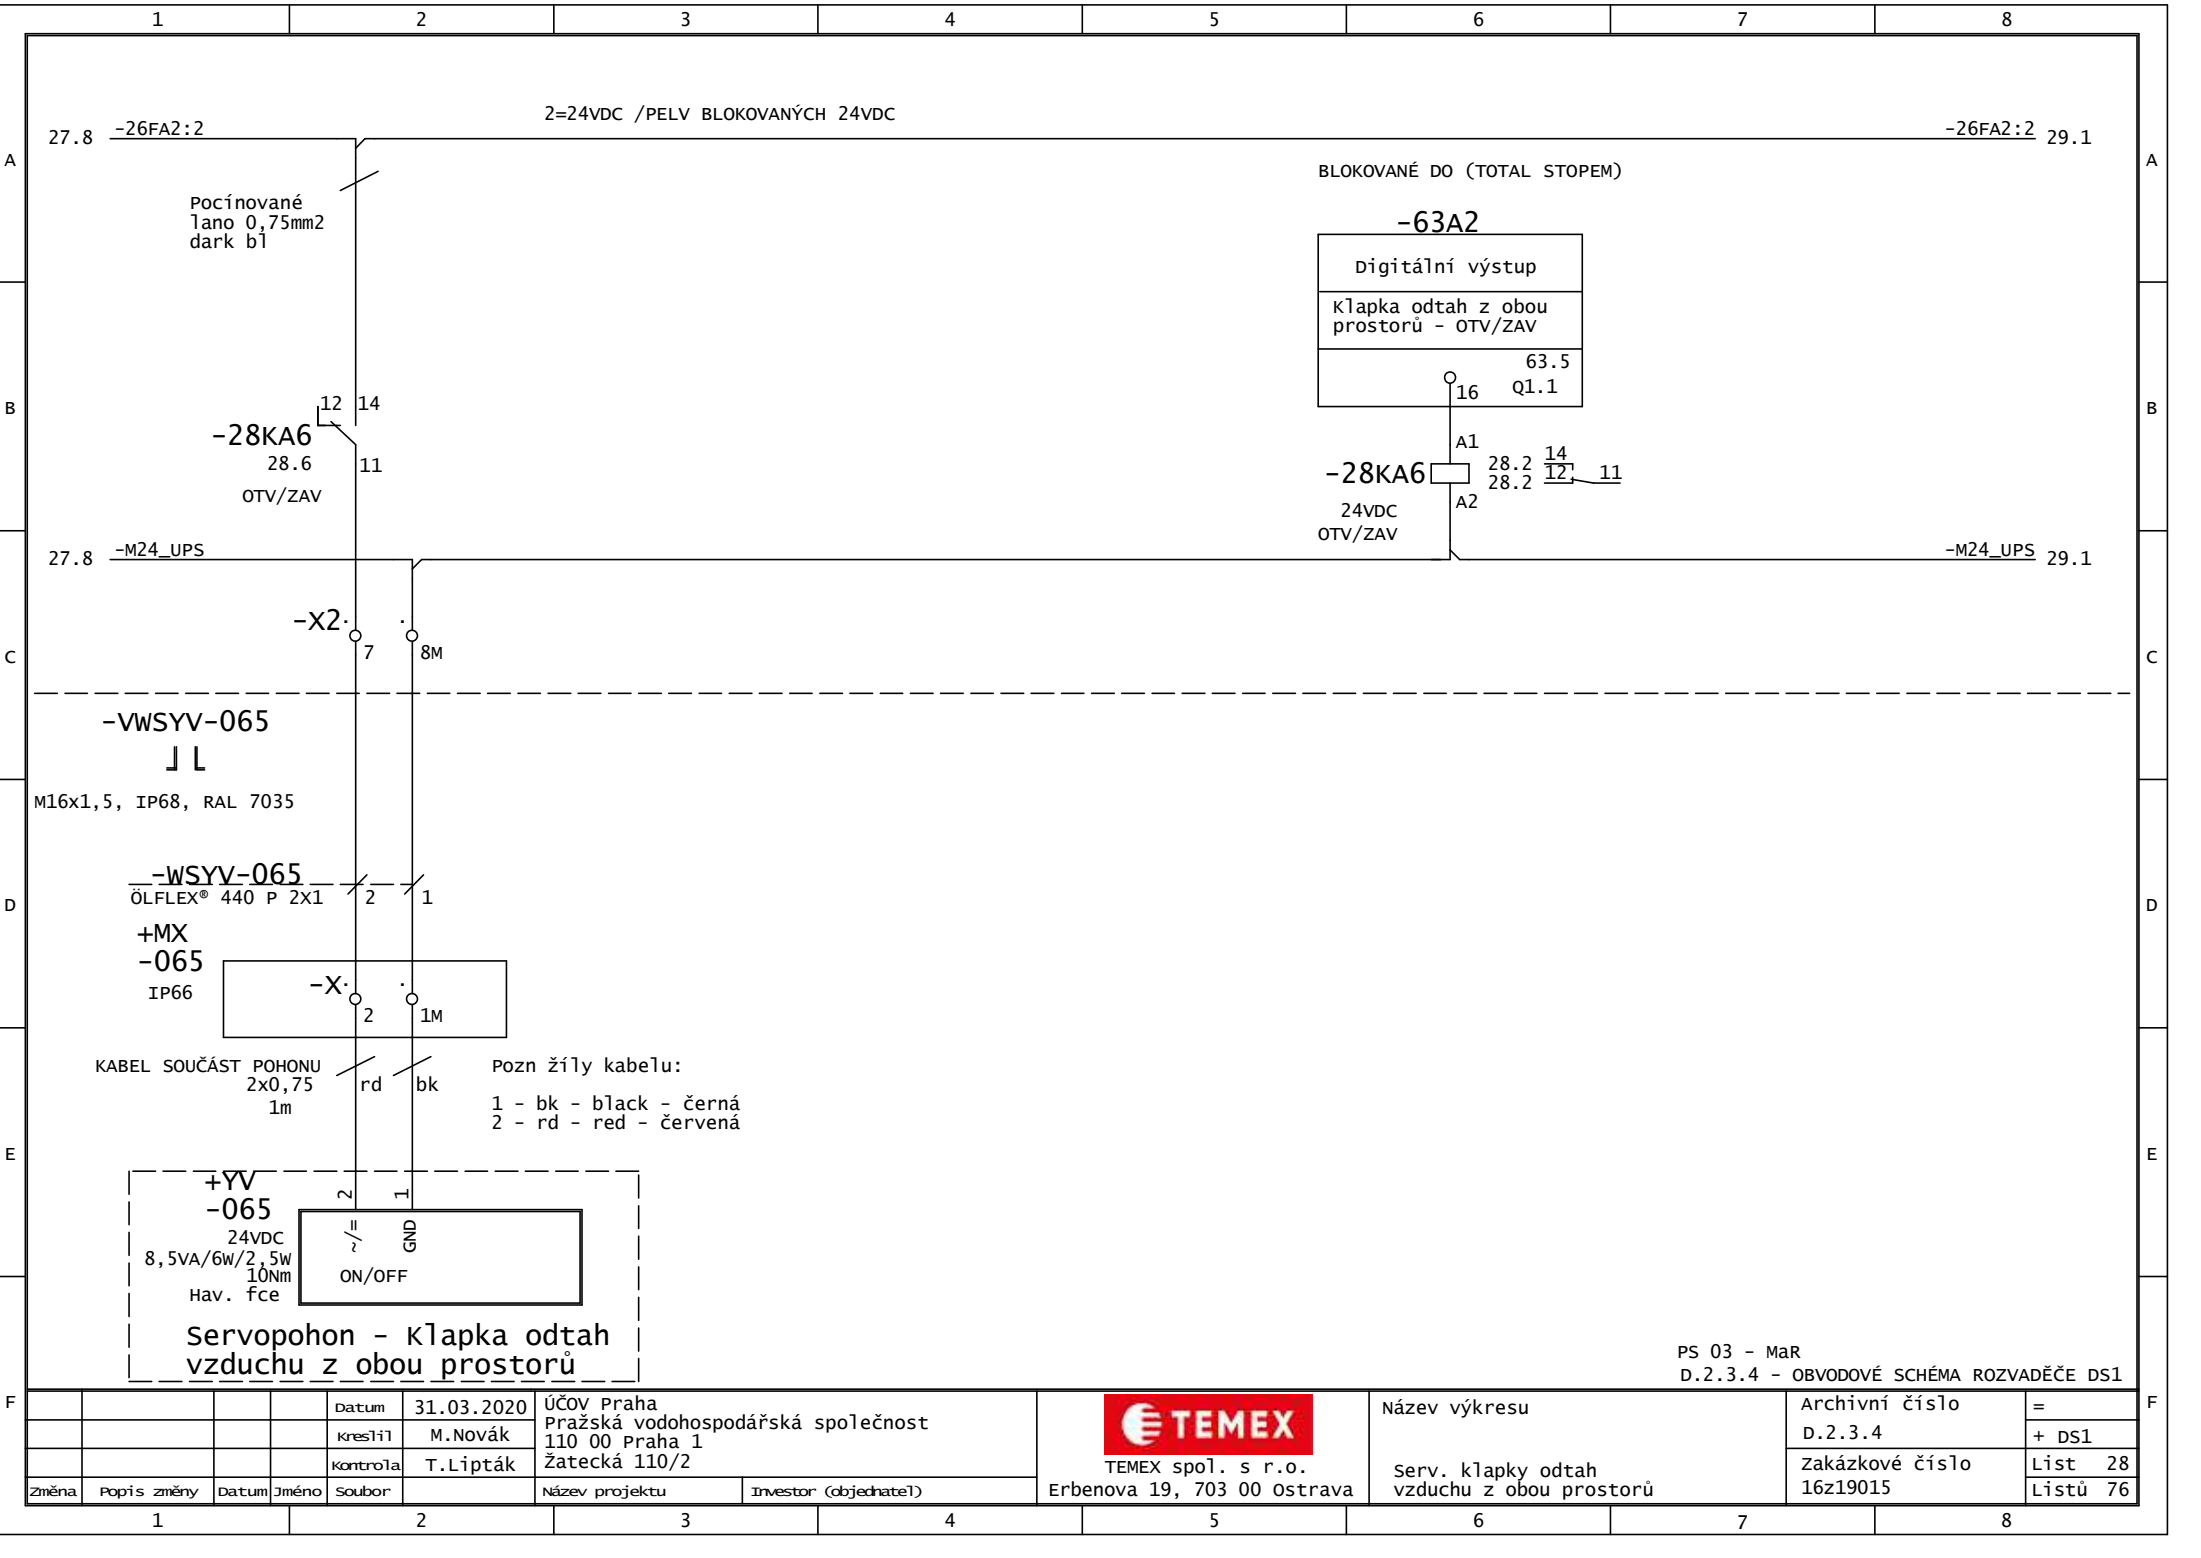 1 2 3 4 5 6 7 8
2=24VDC /PELV BLOKOVANÝCH 24VDC
27.8 -26FA2:2
-26FA2:2 29.1
A
A
BLOKOVANÉ DO (TOTAL STOPEM)
Pocínované
lano 0,75mm2
dark bl
-63A2
Digitální výstup
Klapka odtah z obou
prostorů - OTV/ZAV
63.5
16 Q1.1
B
B
12 14
-28KA6
28.6
11
OTV/ZAV
A1
-28KA6
28.2 14
28.2 12 11
A2
24VDC
OTV/ZAV
27.8 -M24_UPS
-M24_UPS 29.1
-X2
7 8M
C
C
-VWSYV-065
M16x1,5, IP68, RAL 7035
-WSYV-065
ÖLFLEX® 440 P 2X1 2 1
D
D
+MX
-065
IP66
-X
2 1M
KABEL SOUČÁST POHONU
2x0,75
1m
rd bk
Pozn žíly kabelu:
1 - bk - black - černá
2 - rd - red - červená
E
E
+YV
-065
24VDC
8,5VA/6W/2,5W
10Nm
Hav. fce
2 1
~/= GND
ON/OFF
Servopohon - Klapka odtah
vzduchu z obou prostorů
PS 03 - MaR
D.2.3.4 - OBVODOVÉ SCHÉMA ROZVADĚČE DS1
F
F
Datum 31.03.2020
Kreslil M.Novák
Kontrola T.Lipták
Změna Popis změny Datum Jméno Soubor
ÚČOV Praha
Pražská vodohospodářská společnost
110 00 Praha 1
Žatecká 110/2
Název projektu Investor (objednatel)
TEMEX
TEMEX spol. s r.o.
Erbenova 19, 703 00 Ostrava
Název výkresu
Serv. klapky odtah
vzduchu z obou prostorů
Archivní číslo
D.2.3.4
Zakázkové číslo
16z19015
=
+ DS1
List 28
Listů 76
1 2 3 4 5 6 7 8